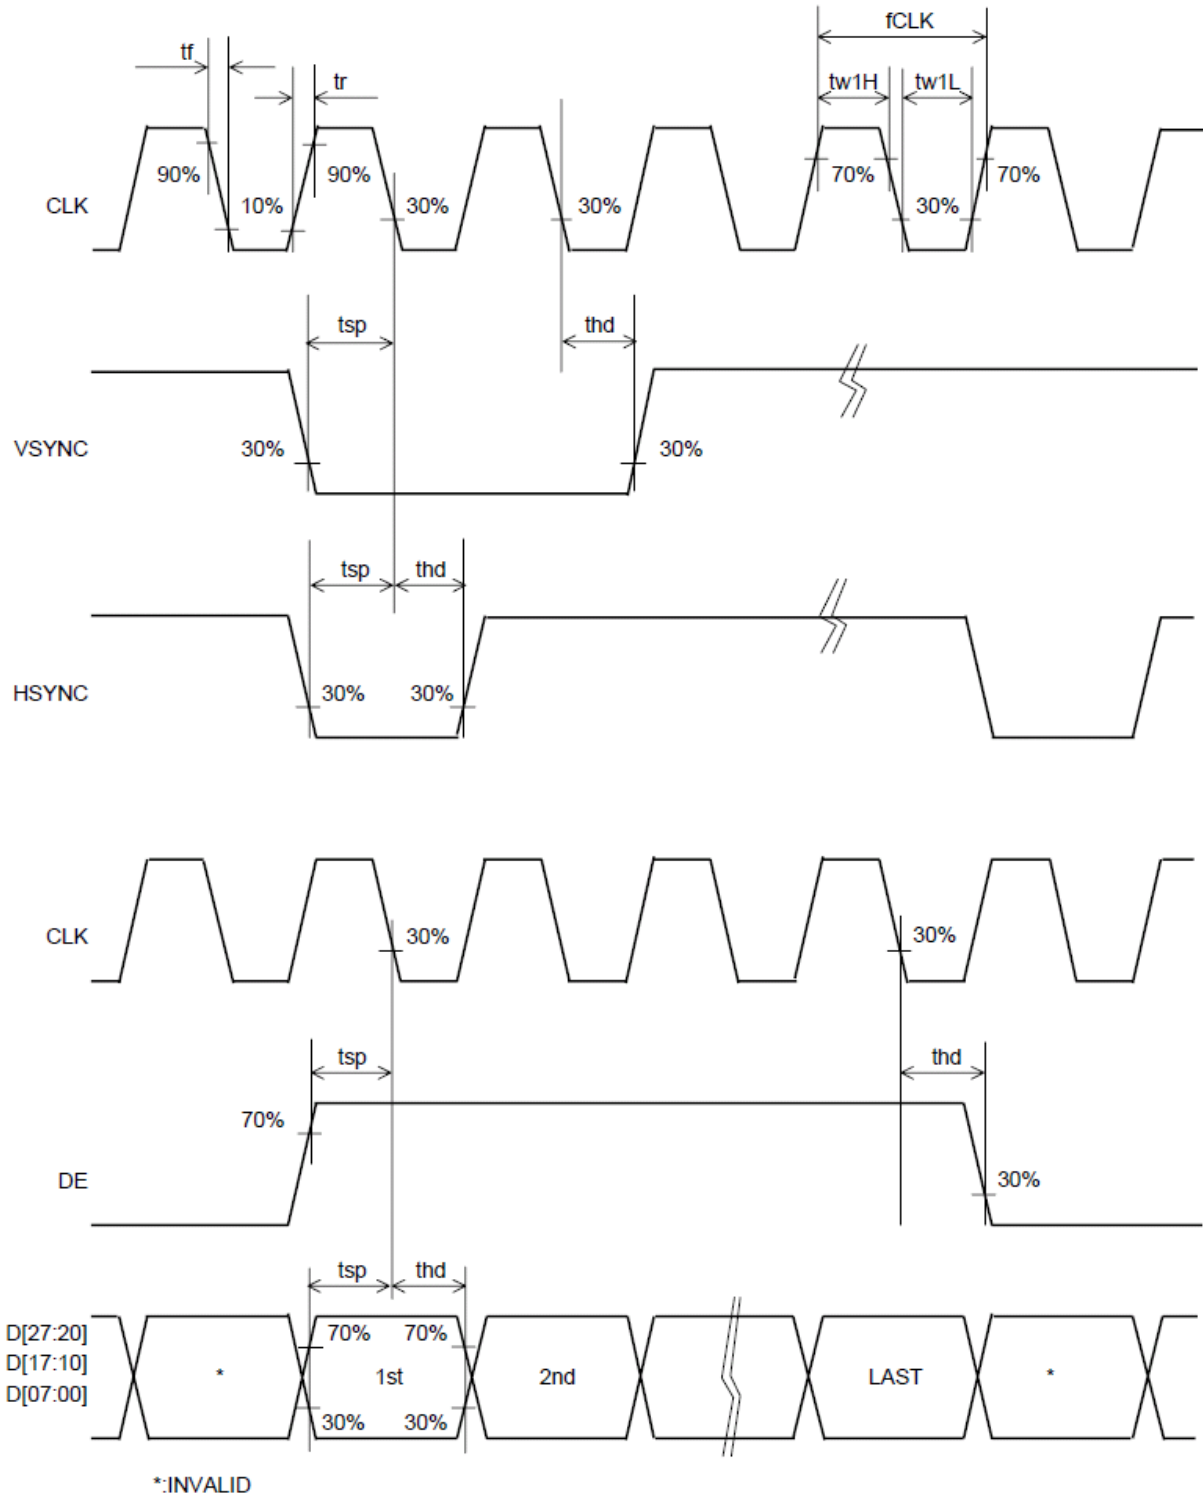 fCLK
tf
tr
tw1H tw1L
90% 90% 70% 70%
CLK 10% 30% 30% 30%
tsp thd
VSYNC 30% 30%
tsp thd
HSYNC 30% 30%
CLK 30% 30%
tsp thd
70%
DE 30%
tsp thd
D[27:20] 70% 70%
D[17:10] * 1st 2nd LAST *
D[07:00]
30% 30%
*:INVALID